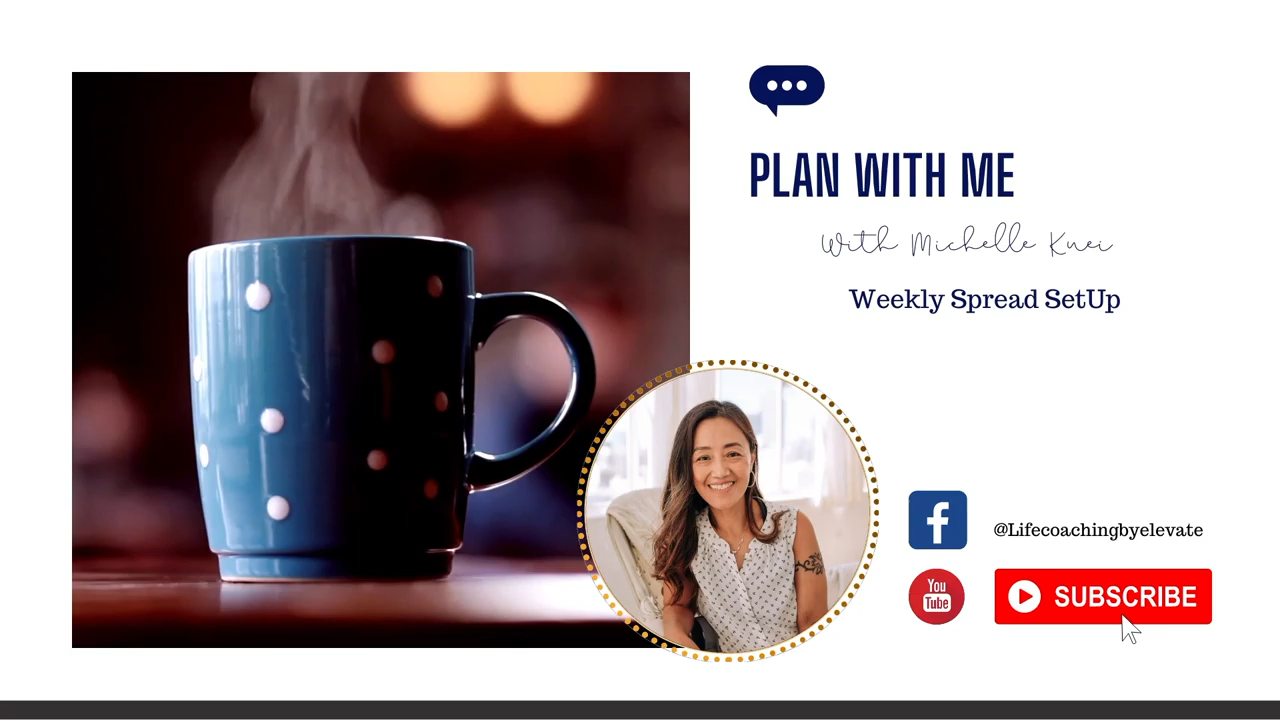 PLAN WITH ME
With Michelle Kuei
Weekly Spread SetUp
@Lifecoachingbyelevate
You
Tube
SUBSCRIBE